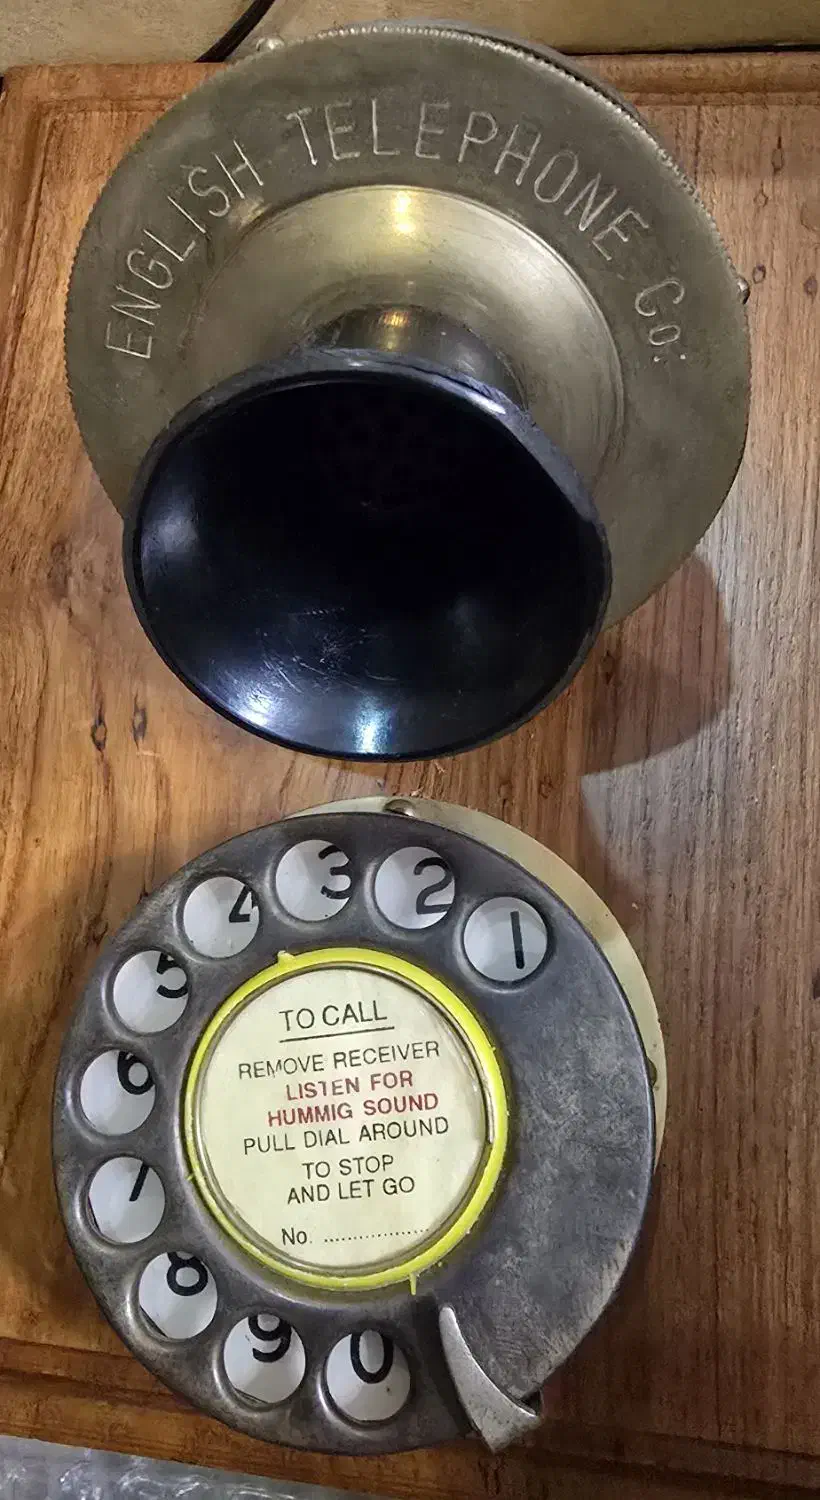 ENGLISH TELEPHONE Co:
3 2 1
4
5
6
7
8
9 0
TO CALL
REMOVE RECEIVER
LISTEN FOR
HUMMIG SOUND
PULL DIAL AROUND
TO STOP
AND LET GO
No. ..................